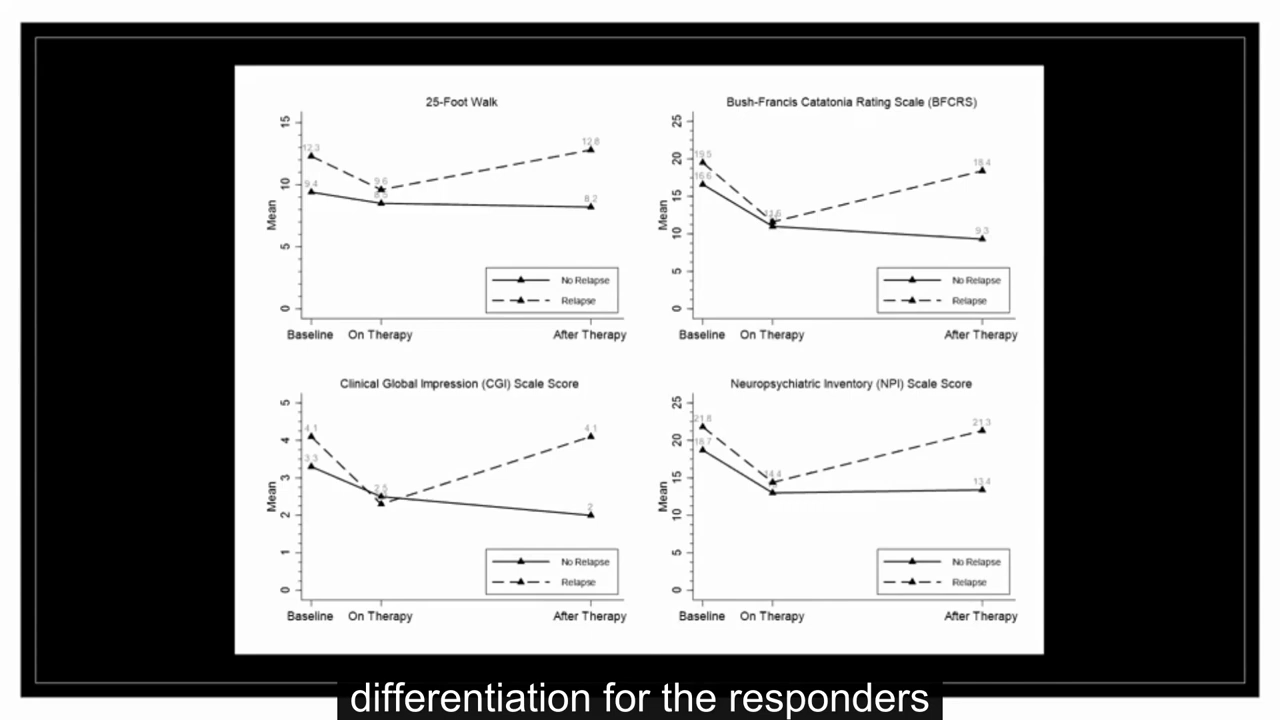 25-Foot Walk
15
10
5
0
Mean
12.3
9.4
9.6
12.8
8.2
No Relapse
Relapse
Baseline On Therapy After Therapy
Bush-Francis Catatonia Rating Scale (BFCRS)
25
20
15
10
5
0
Mean
19.5
16.6
18.4
9.3
No Relapse
Relapse
Baseline On Therapy After Therapy
Clinical Global Impression (CGI) Scale Score
5
4
3
2
1
0
Mean
4.1
3.3
2.5
4.1
2
No Relapse
Relapse
Baseline On Therapy After Therapy
Neuropsychiatric Inventory (NPI) Scale Score
25
20
15
10
5
0
Mean
21.8
18.7
14.4
21.3
13.4
No Relapse
Relapse
Baseline On Therapy After Therapy
differentiation for the responders